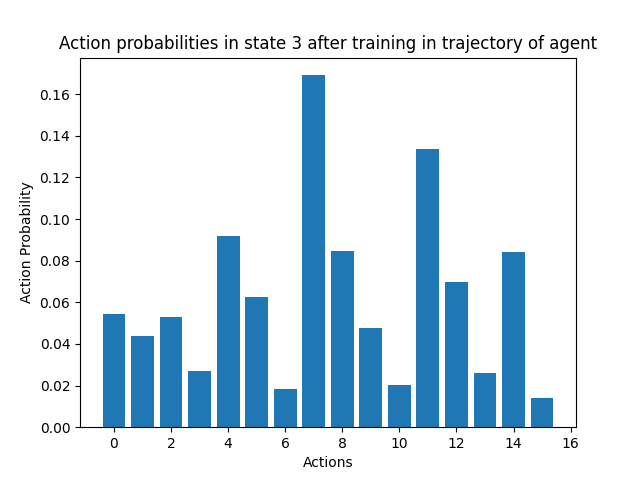 Action probabilities in state 3 after training in trajectory of agent
0.16
0.14
0.12
0.10
0.08
0.06
0.04
0.02
0.00
Action Probability
0 2 4 6 8 10 12 14 16
Actions